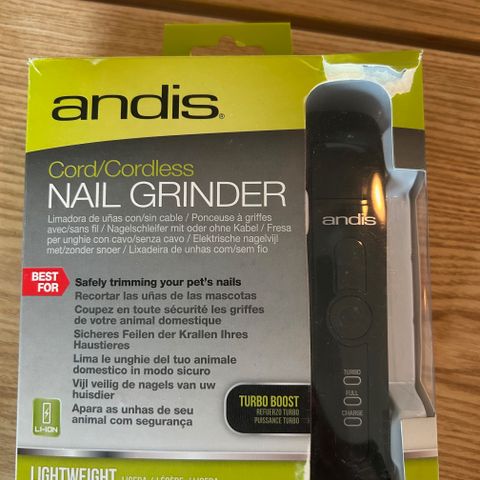 andis®
Cord/Cordless
NAIL GRINDER
Limadora de uñas con/sin cable / Ponceuse à griffes
avec/sans fil / Nagelschleifer mit oder ohne Kabel / Fresa
per unghie con cavo/senza cavo / Elektrische nagelvijl
met/zonder snoer / Lixadeira de unhas com/sem fio
BEST
FOR
Safely trimming your pet's nails
Recortar las uñas de las mascotas
Coupez en toute sécurité les griffes
de votre animal domestique
Sicheres Feilen der Krallen Ihres
Haustieres
Lima le unghie del tuo animale
domestico in modo sicuro
Vijl veilig de nagels van uw
huisdier
Apara as unhas de seu
animal com segurança
LI-ION
TURBO BOOST
REFUERZO TURBO
PUISSANCE TURBO
LIGHTWEIGHT
andis
TURBO
FULL
CHARGE